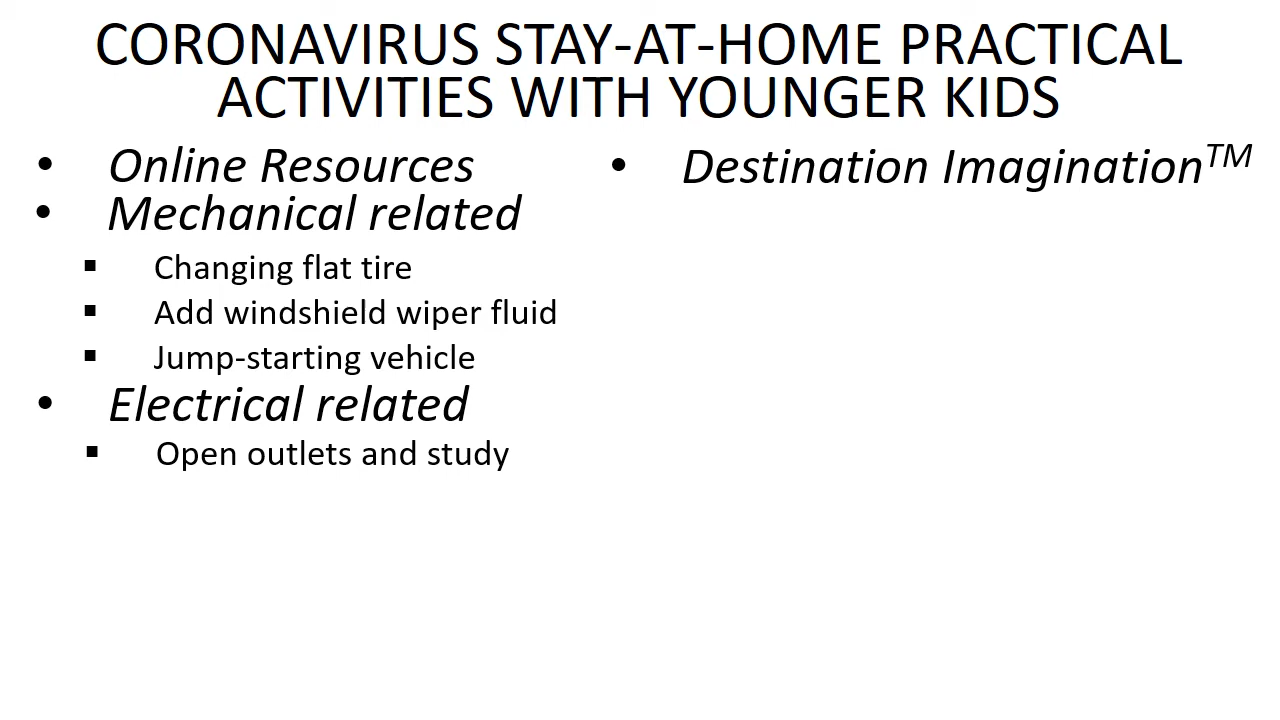 CORONAVIRUS STAY-AT-HOME PRACTICAL
ACTIVITIES WITH YOUNGER KIDS
• Online Resources
• Mechanical related
▪ Changing flat tire
▪ Add windshield wiper fluid
▪ Jump-starting vehicle
• Electrical related
▪ Open outlets and study
• Destination Imagination™